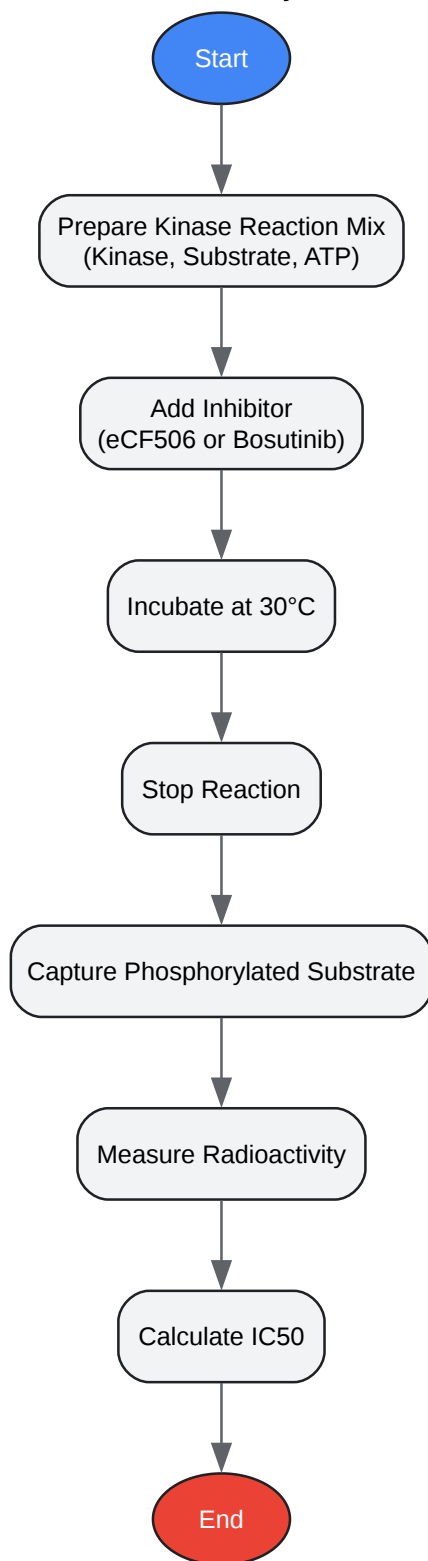 Start
Prepare Kinase Reaction Mix
(Kinase, Substrate, ATP)
Add Inhibitor
(eCF506 or Bosutinib)
Incubate at 30°C
Stop Reaction
Capture Phosphorylated Substrate
Measure Radioactivity
Calculate IC50
End